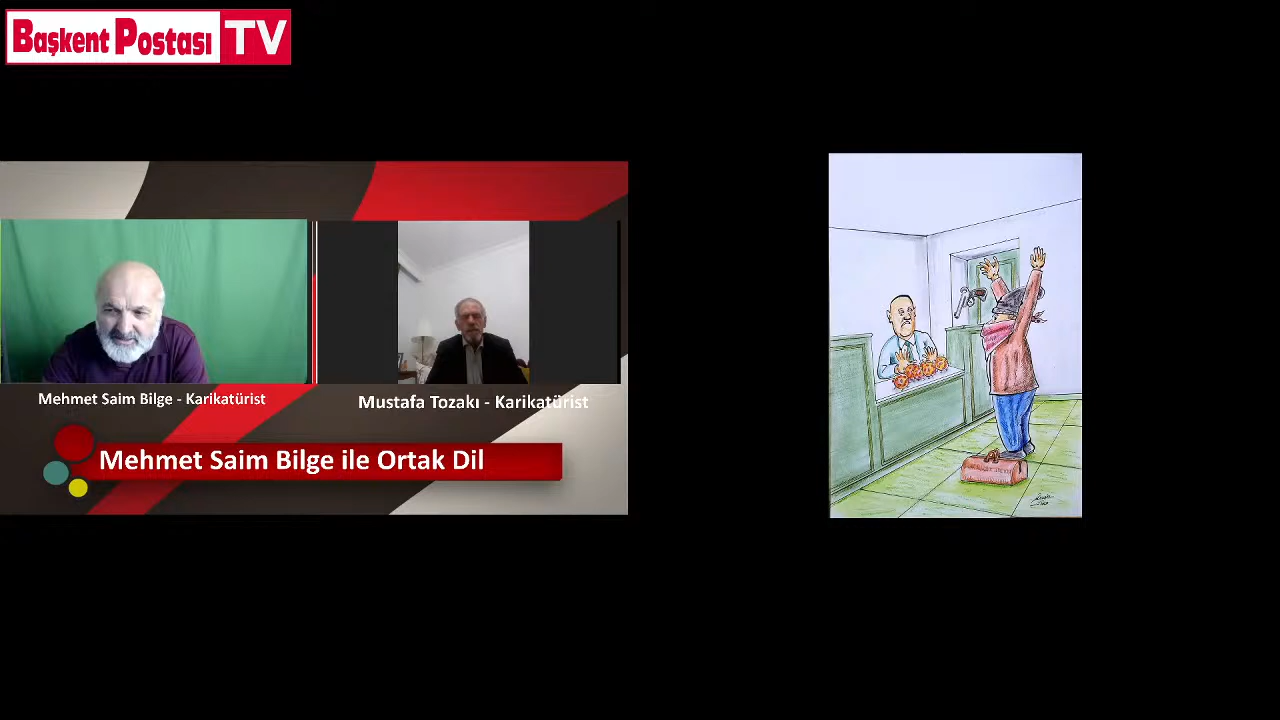 Başkent Postası TV
Mehmet Saim Bilge - Karikatürist
Mustafa Tozakı - Karikatürist
Mehmet Saim Bilge ile Ortak Dil